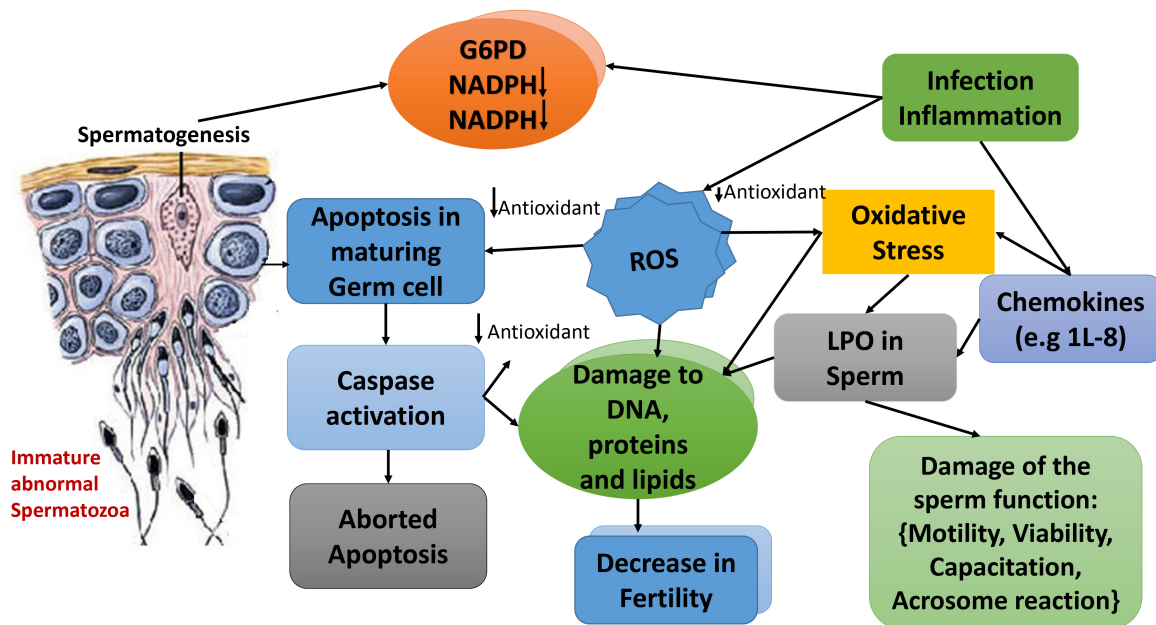 G6PD
NADPH↓
NADPH↓
Infection
Inflammation
Spermatogenesis
↓Antioxidant
↓Antioxidant
Apoptosis in
maturing
Germ cell
ROS
Oxidative
Stress
Chemokines
(e.g 1L-8)
↓Antioxidant
LPO in
Sperm
Caspase
activation
Damage to
DNA,
proteins
and lipids
Immature
abnormal
Spermatozoa
Damage of the
sperm function:
{Motility, Viability,
Capacitation,
Acrosome reaction}
Aborted
Apoptosis
Decrease in
Fertility